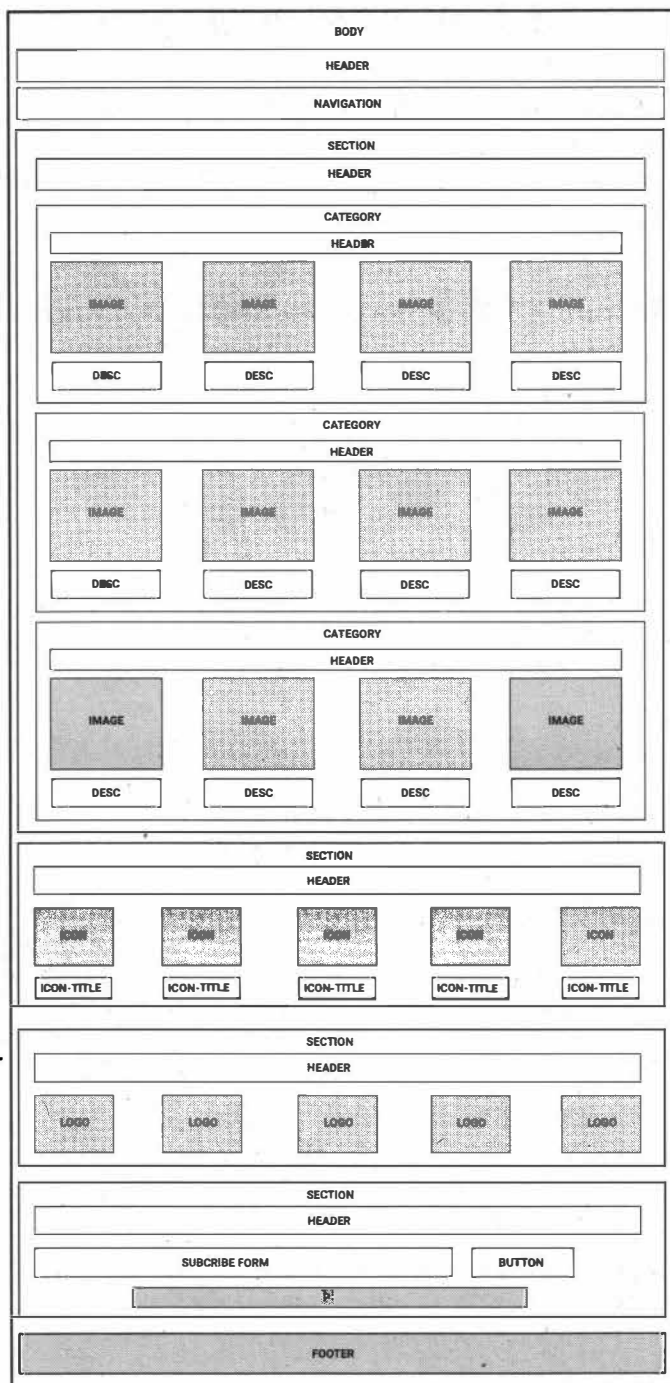 BODY
HEADER
NAVIGATION
SECTION
HEADER
CATEGORY
HEADER
IMAGE IMAGE IMAGE IMAGE
DESC DESC DESC DESC
CATEGORY
HEADER
IMAGE IMAGE IMAGE IMAGE
DESC DESC DESC DESC
CATEGORY
HEADER
IMAGE IMAGE IMAGE IMAGE
DESC DESC DESC DESC
SECTION
HEADER
ICON ICON ICON ICON ICON
ICON-TITLE ICON-TITLE ICON-TITLE ICON-TITLE ICON-TITLE
SECTION
HEADER
LOGO LOGO LOGO LOGO LOGO
SECTION
HEADER
SUBCRIBE FORM BUTTON
FOOTER